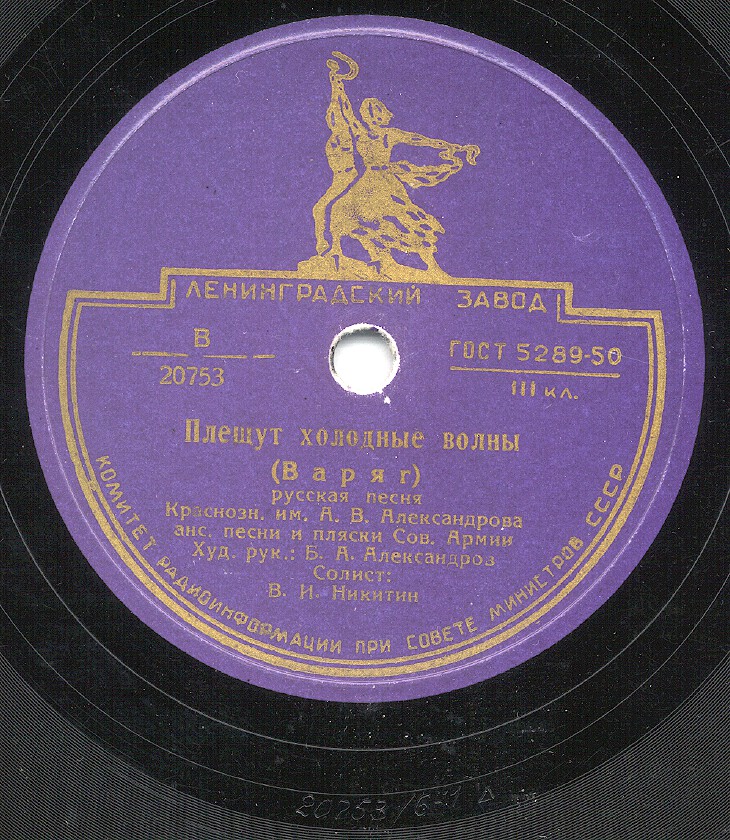 ЛЕНИНГРАДСКИЙ ЗАВОД
В
20753
ГОСТ 5289-50
III кл.
Плещут холодные волны
(Варяг)
русская песня
Краснозн. им. А. В. Александрова
анс. песни и пляски Сов. Армии
Худ. рук.: Б. А. Александров
Солист:
В. И. Никитин
КОМИТЕТ РАДИОИНФОРМАЦИИ ПРИ СОВЕТЕ МИНИСТРОВ СССР
20753/6-1